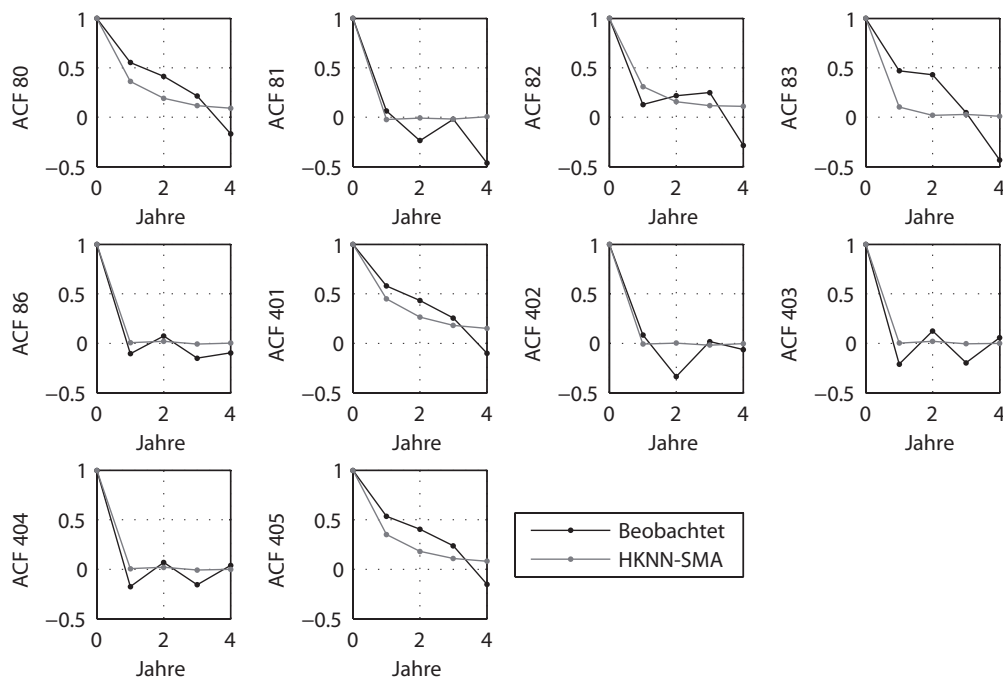 ACF 80
1
0.5
0
−0.5
0 2 4
Jahre
ACF 81
1
0.5
0
−0.5
0 2 4
Jahre
ACF 82
1
0.5
0
−0.5
0 2 4
Jahre
ACF 83
1
0.5
0
−0.5
0 2 4
Jahre
ACF 86
1
0.5
0
−0.5
0 2 4
Jahre
ACF 401
1
0.5
0
−0.5
0 2 4
Jahre
ACF 402
1
0.5
0
−0.5
0 2 4
Jahre
ACF 403
1
0.5
0
−0.5
0 2 4
Jahre
ACF 404
1
0.5
0
−0.5
0 2 4
Jahre
ACF 405
1
0.5
0
−0.5
0 2 4
Jahre
Beobachtet
HKNN-SMA